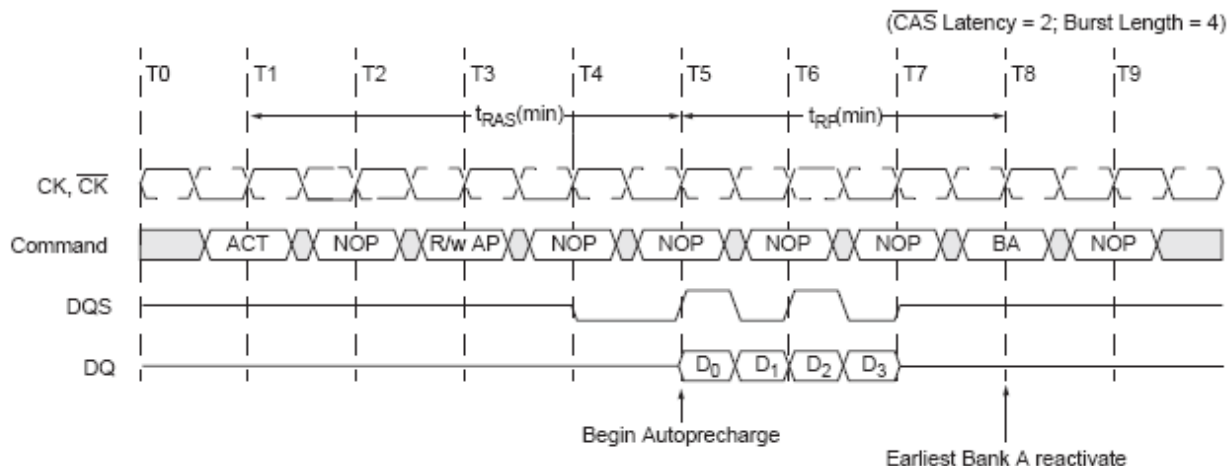 (CAS Latency = 2; Burst Length = 4)
T0 T1 T2 T3 T4 T5 T6 T7 T8 T9
tRAS(min) tRP(min)
CK, CK
Command ACT NOP R/w AP NOP NOP NOP NOP BA NOP
DQS
DQ D0 D1 D2 D3
Begin Autoprecharge
Earliest Bank A reactivate